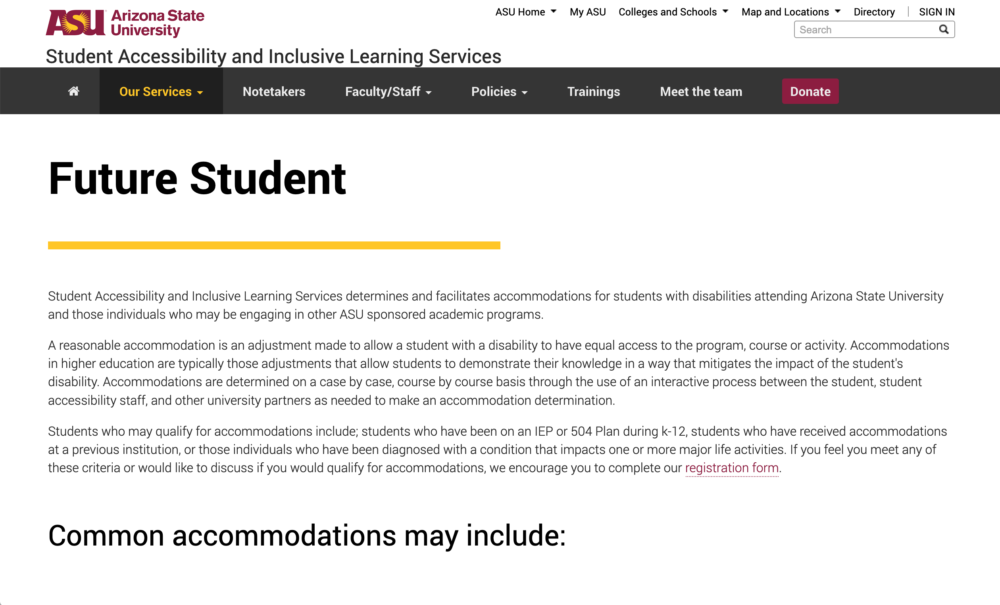 ASU Arizona State
University
ASU Home My ASU Colleges and Schools Map and Locations Directory SIGN IN
Search
Student Accessibility and Inclusive Learning Services
Our Services Notetakers Faculty/Staff Policies Trainings Meet the team Donate
Future Student
Student Accessibility and Inclusive Learning Services determines and facilitates accommodations for students with disabilities attending Arizona State University
and those individuals who may be engaging in other ASU sponsored academic programs.
A reasonable accommodation is an adjustment made to allow a student with a disability to have equal access to the program, course or activity. Accommodations
in higher education are typically those adjustments that allow students to demonstrate their knowledge in a way that mitigates the impact of the student's
disability. Accommodations are determined on a case by case, course by course basis through the use of an interactive process between the student, student
accessibility staff, and other university partners as needed to make an accommodation determination.
Students who may qualify for accommodations include; students who have been on an IEP or 504 Plan during k-12, students who have received accommodations
at a previous institution, or those individuals who have been diagnosed with a condition that impacts one or more major life activities. If you feel you meet any of
these criteria or would like to discuss if you would qualify for accommodations, we encourage you to complete our registration form.
Common accommodations may include: